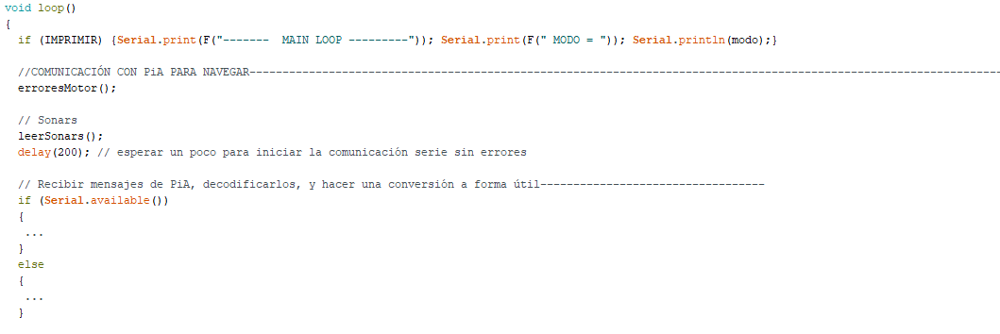 void loop()
{
if (IMPRIMIR) {Serial.print(F("-------  MAIN LOOP ---------")); Serial.print(F(" MODO = ")); Serial.println(modo);}
//COMUNICACIÓN CON PiA PARA NAVEGAR------------------------------------------------------------------------------------------------------------------
erroresMotor();
// Sonars
leerSonars();
delay(200); // esperar un poco para iniciar la comunicación serie sin errores
// Recibir mensajes de PiA, decodificarlos, y hacer una conversión a forma útil----------------------------------
if (Serial.available())
{
...
}
else
{
...
}